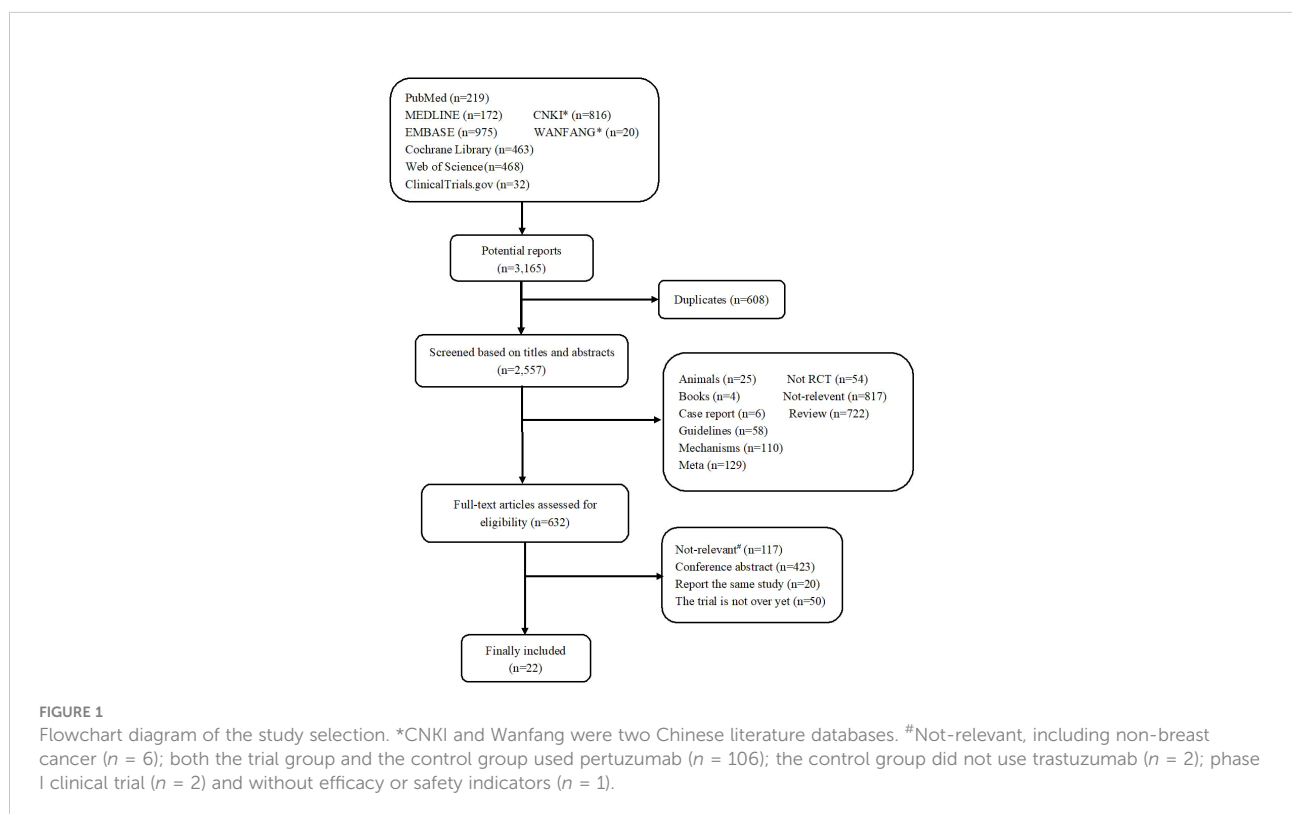 PubMed (n=219)
MEDLINE (n=172) CNKI* (n=816)
EMBASE (n=975) WANFANG* (n=20)
Cochrane Library (n=463)
Web of Science(n=468)
ClinicalTrials.gov (n=32)
Potential reports
(n=3,165)
Duplicates (n=608)
Screened based on titles and abstracts
(n=2,557)
Animals (n=25) Not RCT (n=54)
Books (n=4) Not-relevent (n=817)
Case report (n=6) Review (n=722)
Guidelines (n=58)
Mechanisms (n=110)
Meta (n=129)
Full-text articles assessed for
eligibility (n=632)
Not-relevant# (n=117)
Conference abstract (n=423)
Report the same study (n=20)
The trial is not over yet (n=50)
Finally included
(n=22)
FIGURE 1
Flowchart diagram of the study selection. *CNKI and Wanfang were two Chinese literature databases. #Not-relevant, including non-breast
cancer (n = 6); both the trial group and the control group used pertuzumab (n = 106); the control group did not use trastuzumab (n = 2); phase
I clinical trial (n = 2) and without efficacy or safety indicators (n = 1).